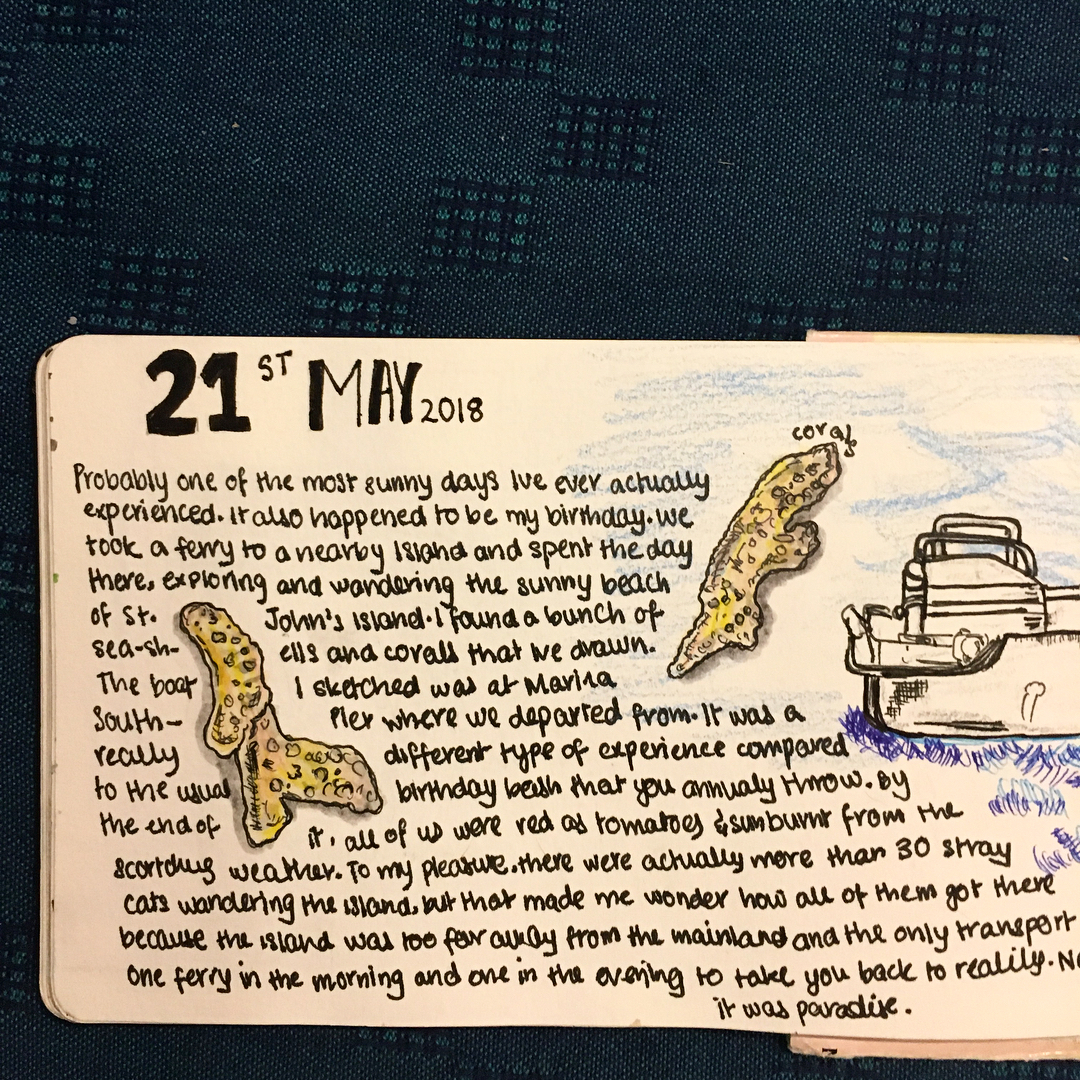 21ST MAY 2018
coral
Probably one of the most sunny days Ive ever actually
experienced. It also happened to be my birthday. We
took a ferry to a nearby Island and spent the day
there, exploring and wandering the sunny beach
of St. John's Island. I found a bunch of
sea-sh- ells and corals that Ive drawn.
The boat I sketched was at Marina
South- Pier where we departed from. It was a
really different type of experience compared
to the usual birthday bash that you annualy throw. By
the end of it, all of us were red as tomatoes & sunburnt from the
scortching weather. To my pleasure, there were actually more than 30 stray
cats wandering the island, but that made me wonder how all of them got there
because the island was too far away from the mainland and the only transport
one ferry in the morning and one in the evening to take you back to reality.
it was paradise.